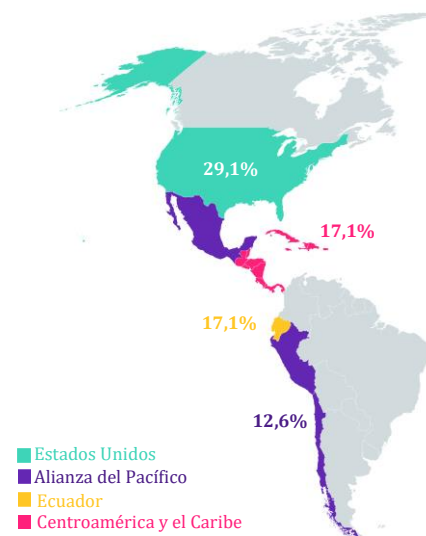 29,1%
17,1%
17,1%
12,6%
Estados Unidos
Alianza del Pacífico
Ecuador
Centroamérica y el Caribe